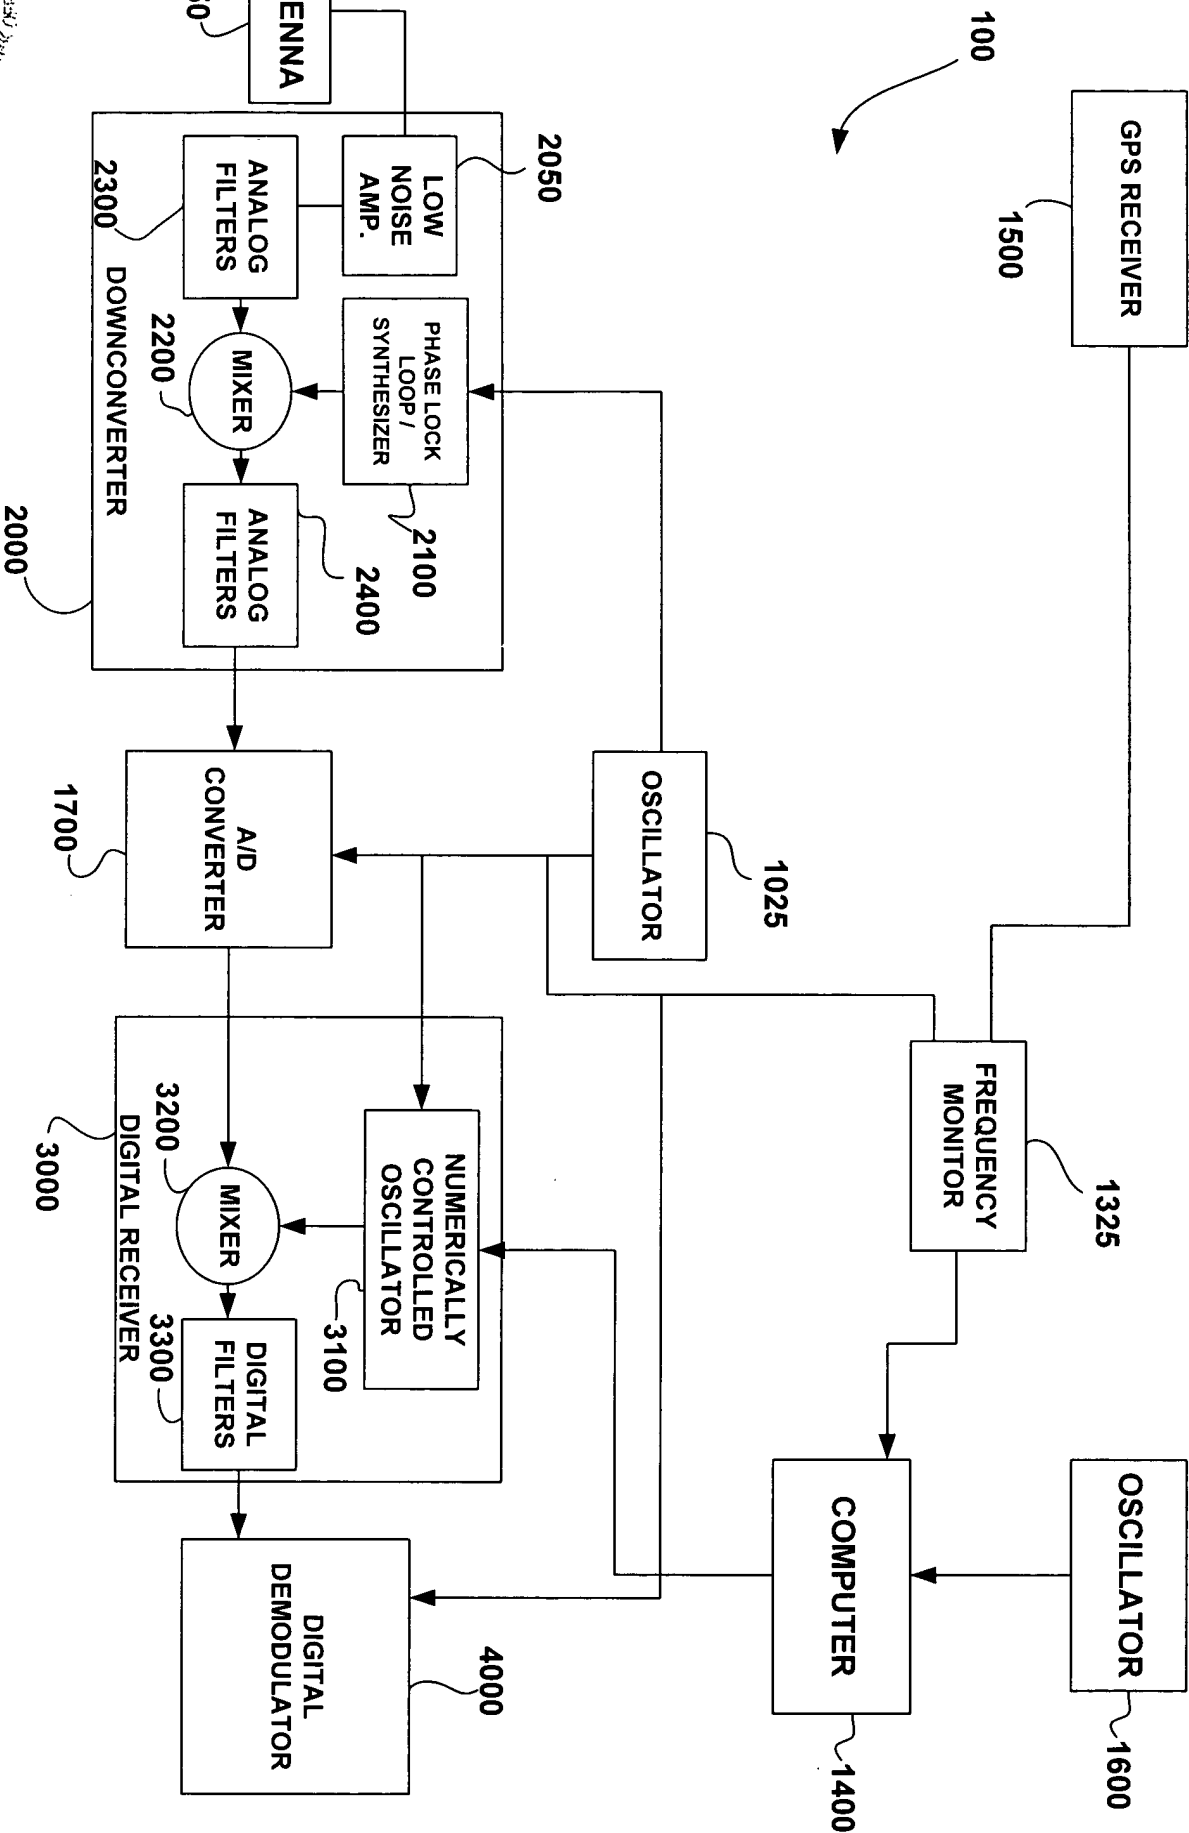 100
GPS RECEIVER
1500
OSCILLATOR
1600
FREQUENCY
MONITOR
1325
COMPUTER
1400
OSCILLATOR
1025
2050
LOW
NOISE
AMP.
PHASE LOCK
LOOP /
SYNTHESIZER
2100
ENNA
ANALOG
FILTERS
2300
MIXER
2200
ANALOG
FILTERS
2400
DOWNCONVERTER
2000
A/D
CONVERTER
1700
NUMERICALLY
CONTROLLED
OSCILLATOR
3100
MIXER
3200
DIGITAL
FILTERS
3300
DIGITAL RECEIVER
3000
DIGITAL
DEMODULATOR
4000